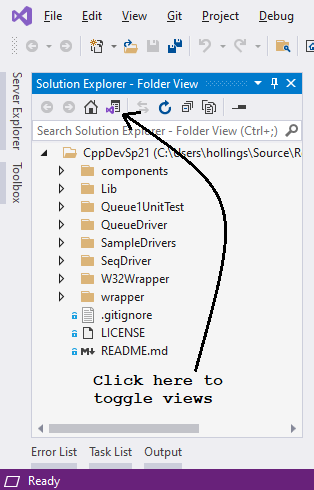 File Edit View Git Project Debug
Server Explorer
Toolbox
Solution Explorer - Folder View
Search Solution Explorer - Folder View (Ctrl+;)
CppDevSp21 (C:\Users\hollings\Source\R
components
Lib
Queue1UnitTest
QueueDriver
SampleDrivers
SeqDriver
W32Wrapper
wrapper
.gitignore
LICENSE
README.md
Click here to
toggle views
Error List Task List Output
Ready